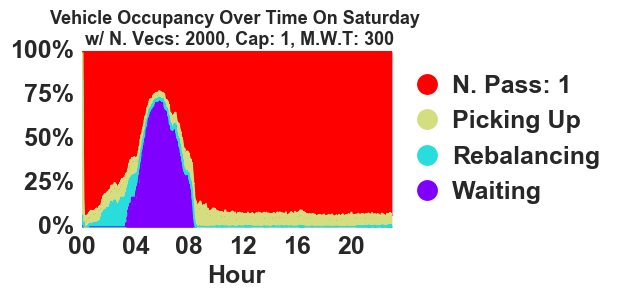 Vehicle Occupancy Over Time On Saturday
w/ N. Vecs: 2000, Cap: 1, M.W.T: 300
100%
75%
50%
25%
0%
00 04 08 12 16 20
Hour
N. Pass: 1
Picking Up
Rebalancing
Waiting